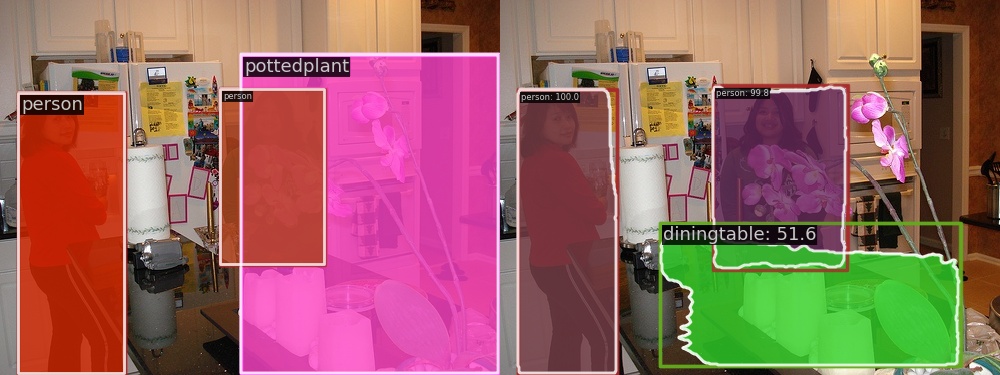 pottedplant
person
person
person: 100.0
person: 99.8
diningtable: 51.6